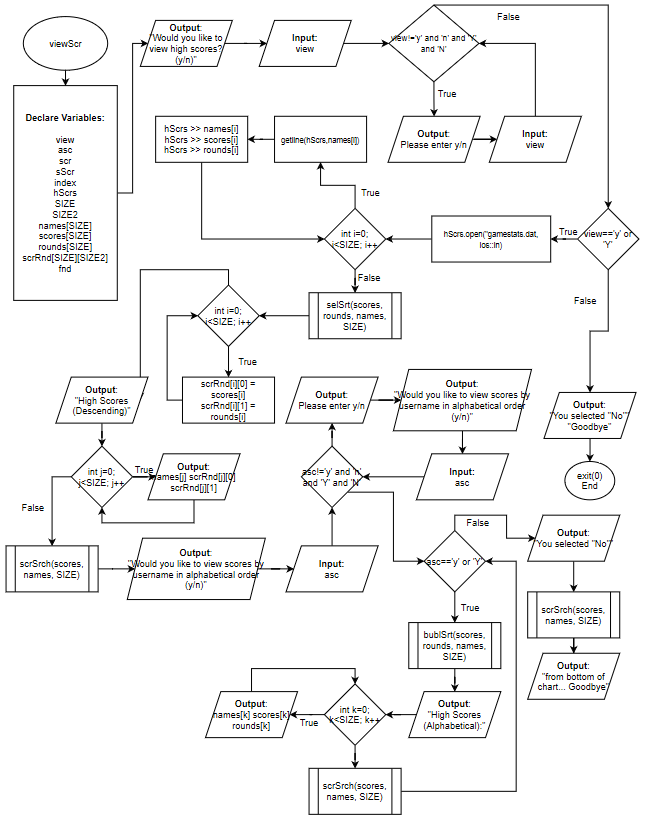 viewScr
Declare Variables:
view
asc
scr
sScr
index
hScrs
SIZE
SIZE2
names[SIZE]
scores[SIZE]
rounds[SIZE]
scrRnd[SIZE][SIZE2]
fnd
Output:
"Would you like to
view high scores?
(y/n)"
Input:
view
view!='y' and 'n' and 'Y'
and 'N'
False
True
Output:
Please enter y/n
Input:
view
view=='y' or
'Y'
True
False
hScrs.open("gamestats.dat,
ios::in)
int i=0;
i<SIZE; i++
True
False
getline(hScrs,names[i])
hScrs >> names[i]
hScrs >> scores[i]
hScrs >> rounds[i]
selSrt(scores,
rounds, names,
SIZE)
int i=0;
i<SIZE; i++
True
scrRnd[i][0] =
scores[i]
scrRnd[i][1] =
rounds[i]
Output:
"High Scores
(Descending)"
int j=0;
j<SIZE; j++
True
False
Output:
names[j] scrRnd[j][0]
scrRnd[j][1]
scrSrch(scores,
names, SIZE)
Output:
"Would you like to view scores by
username in alphabetical order
(y/n)"
Input:
asc
asc!='y' and 'n'
and 'Y' and 'N'
Output:
Please enter y/n
Output:
"Would you like to view scores by
username in alphabetical order
(y/n)"
Input:
asc
Output:
"You selected "No""
"Goodbye"
exit(0)
End
asc=='y' or 'Y'
False
True
Output:
"You selected "No""
scrSrch(scores,
names, SIZE)
Output:
"from bottom of
chart... Goodbye"
bublSrt(scores,
rounds, names,
SIZE)
Output:
"High Scores
(Alphabetical):"
int k=0;
k<SIZE; k++
True
Output:
names[k] scores[k]
rounds[k]
scrSrch(scores,
names, SIZE)